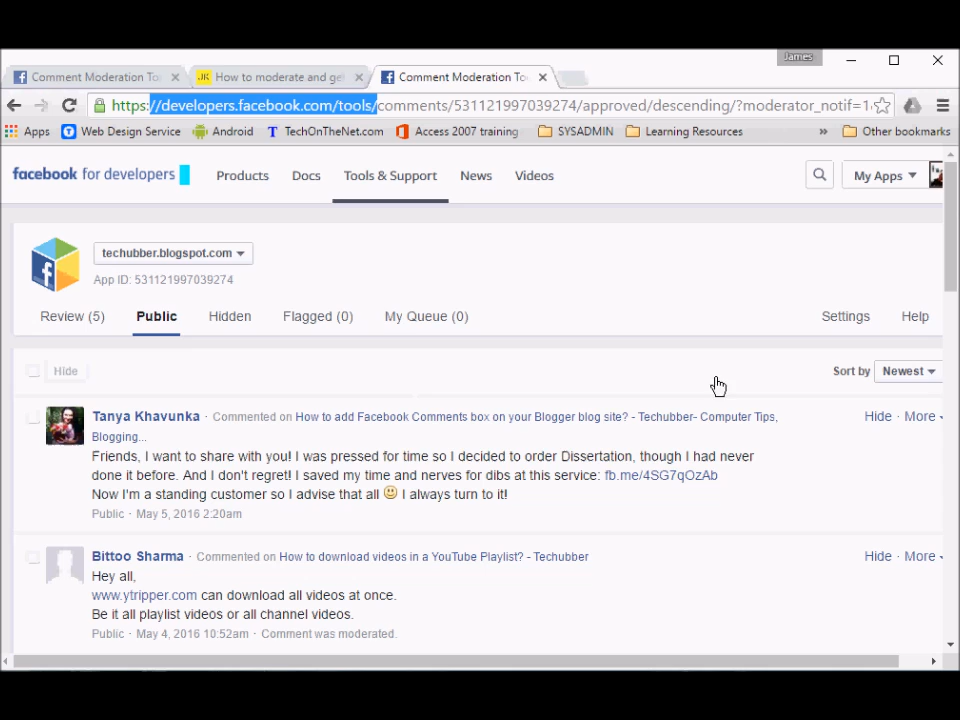 James
Comment Moderation To
How to moderate and ge
Comment Moderation To
https://developers.facebook.com/tools/comments/531121997039274/approved/descending/?moderator_notif=1
Apps
Web Design Service
Android
TechOnTheNet.com
Access 2007 training
SYSADMIN
Learning Resources
»
Other bookmarks
facebook for developers
Products
Docs
Tools & Support
News
Videos
My Apps
techubber.blogspot.com
App ID: 531121997039274
Review (5)
Public
Hidden
Flagged (0)
My Queue (0)
Settings
Help
Hide
Sort by
Newest
Tanya Khavunka · Commented on How to add Facebook Comments box on your Blogger blog site? - Techubber- Computer Tips,
Blogging...
Hide · More
Friends, I want to share with you! I was pressed for time so I decided to order Dissertation, though I had never
done it before. And I don't regret! I saved my time and nerves for dibs at this service: fb.me/4SG7qOzAb
Now I'm a standing customer so I advise that all I always turn to it!
Public · May 5, 2016 2:20am
Bittoo Sharma · Commented on How to download videos in a YouTube Playlist? - Techubber
Hide · More
Hey all,
www.ytripper.com can download all videos at once.
Be it all playlist videos or all channel videos.
Public · May 4, 2016 10:52am · Comment was moderated.